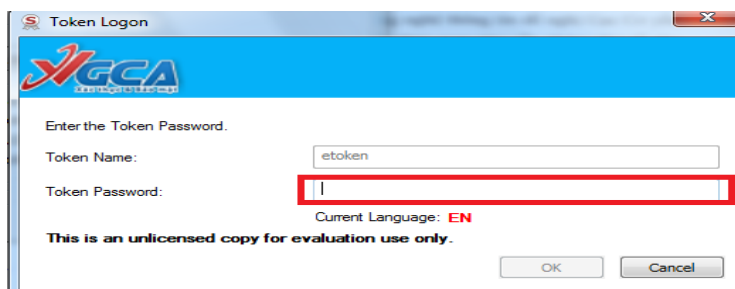 Token Logon
VGCA
Enter the Token Password.
Token Name:
etoken
Token Password:
Current Language: EN
This is an unlicensed copy for evaluation use only.
OK
Cancel